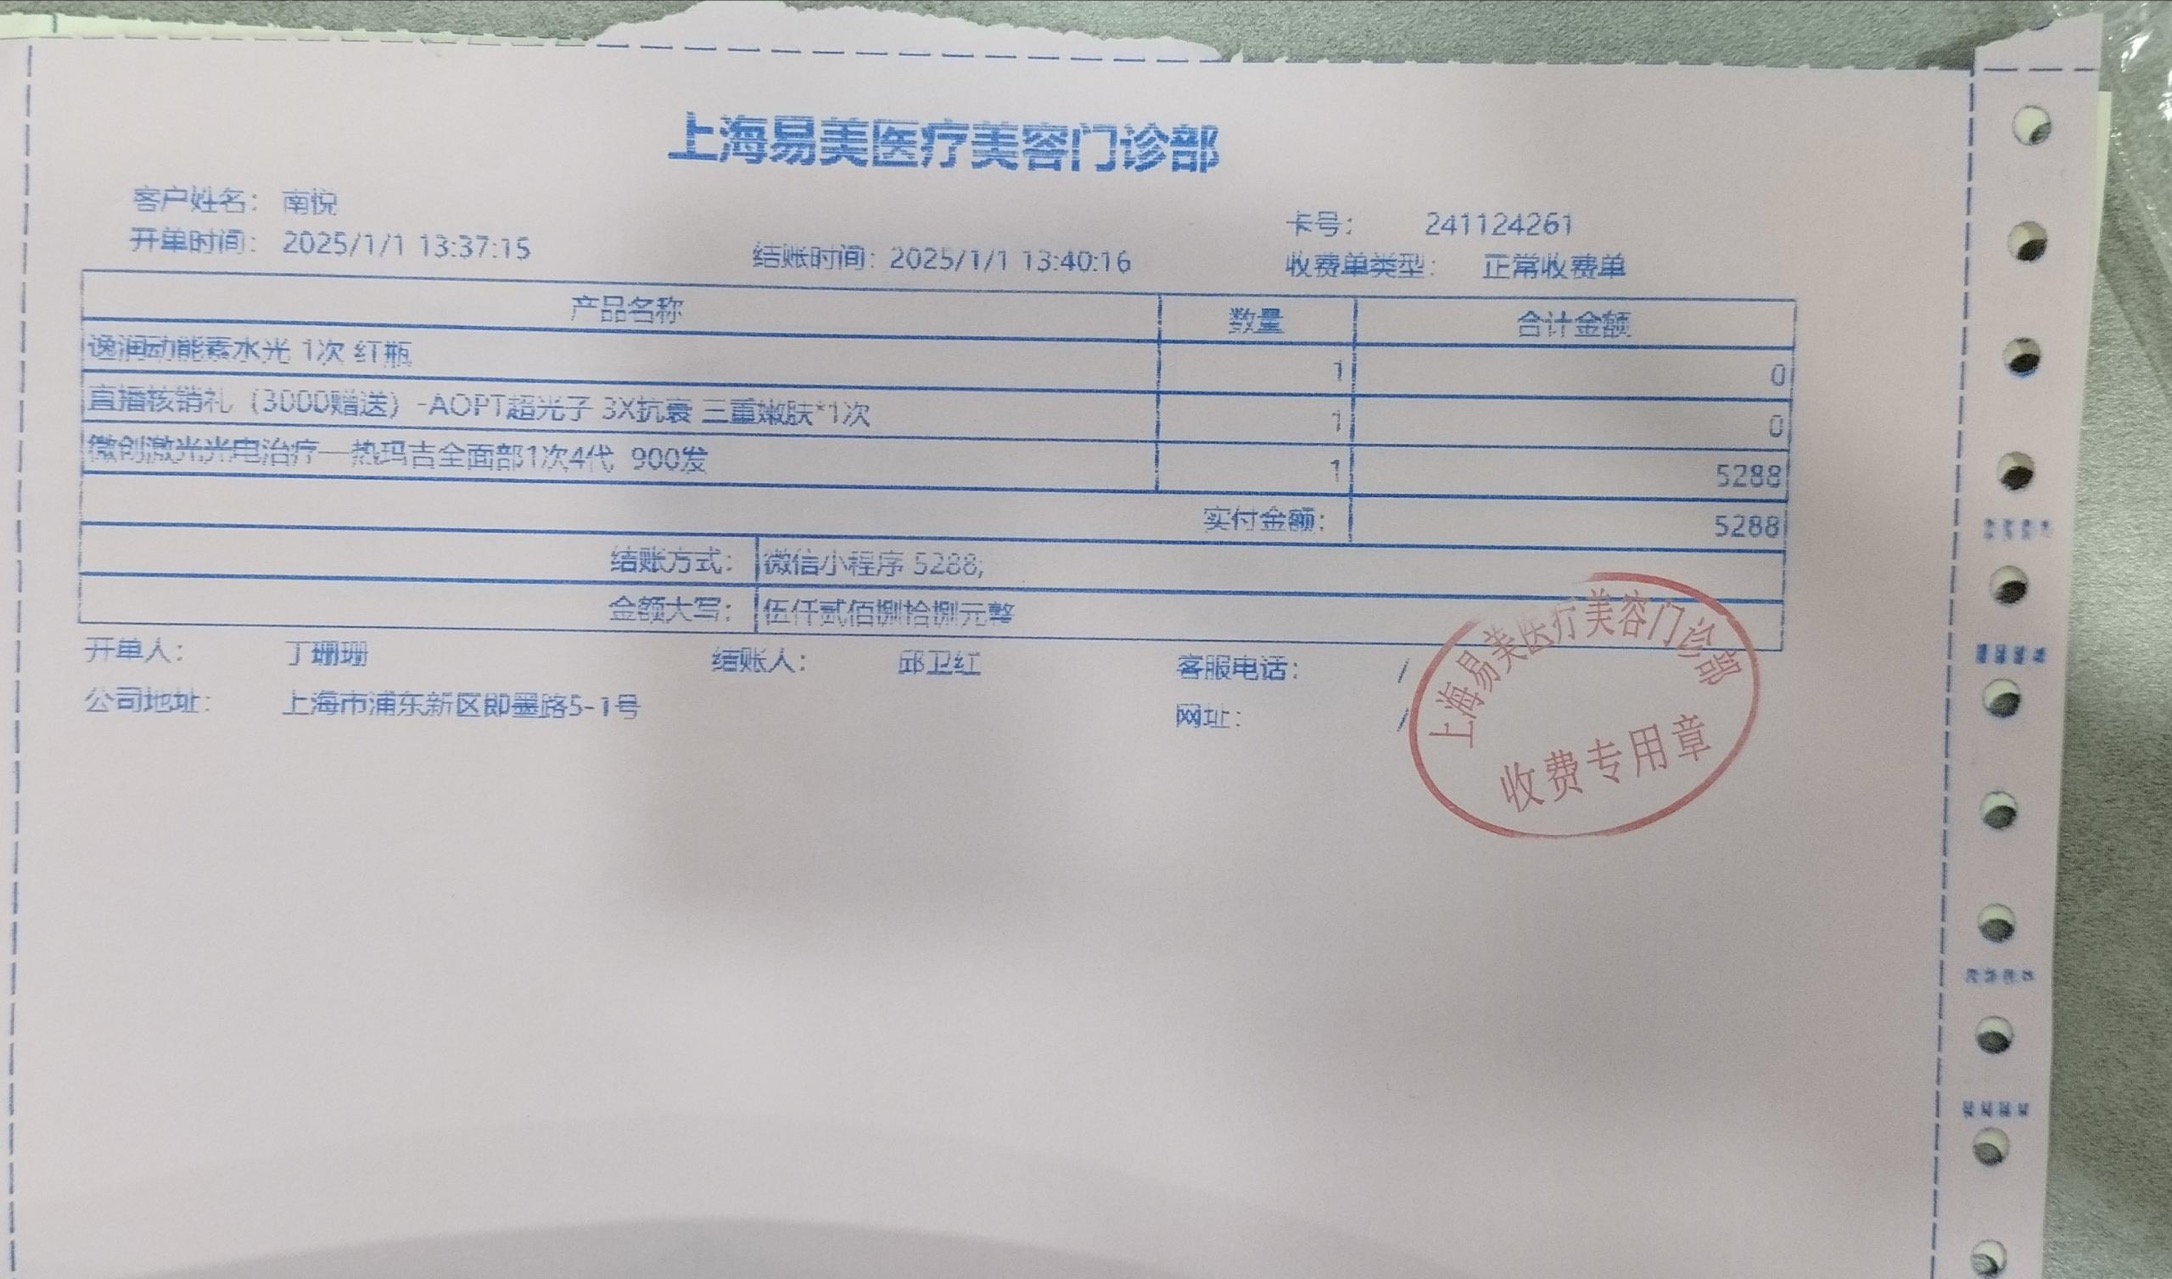 上海易美医疗美容门诊部
客户姓名： 南悦
卡号： 241124261
开单时间： 2025/1/1 13:37:15 结账时间：2025/1/1 13:40:16 收费单类型： 正常收费单
产品名称 数量 合计金额
逸润动能素水光 1次 红瓶 1 0
直播核销礼（3000赠送）-AOPT超光子 3X抗衰 三重嫩肤*1次 1 0
微创激光光电治疗—热玛吉全面部1次4代 900发 1 5288
实付金额： 5288
结账方式： 微信小程序 5288;
金额大写： 伍仟贰佰捌拾捌元整
开单人： 丁珊珊 结账人： 邱卫红 客服电话： /
公司地址： 上海市浦东新区即墨路5-1号 网址： /
上海易美医疗美容门诊部
收费专用章